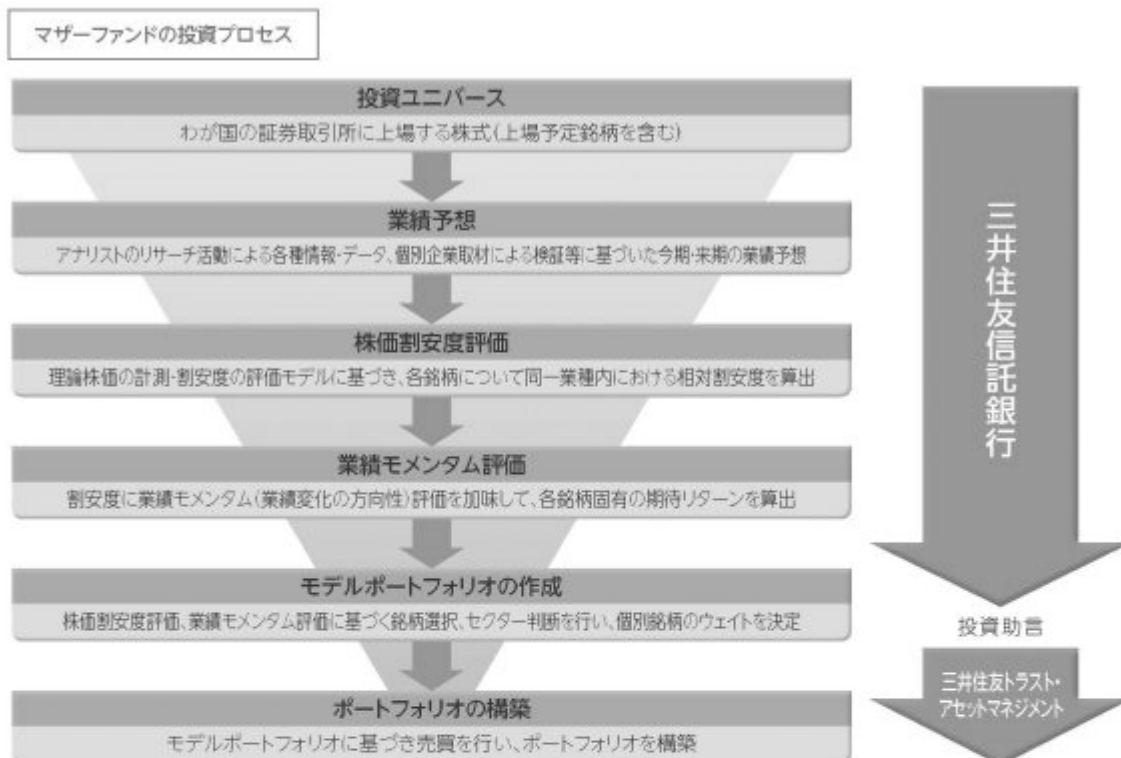 マザーファンドの投資プロセス
投資ユニバース
わが国の証券取引所に上場する株式(上場予定銘柄を含む)
業績予想
アナリストのリサーチ活動による各種情報・データ、個別企業取材による検証等に基づいた今期・来期の業績予想
株価割安度評価
理論株価の計測・割安度の評価モデルに基づき、各銘柄について同一業種内における相対割安度を算出
業績モメンタム評価
割安度に業績モメンタム(業績変化の方向性)評価を加味して、各銘柄固有の期待リターンを算出
モデルポートフォリオの作成
株価割安度評価、業績モメンタム評価に基づく銘柄選択、セクター判断を行い、個別銘柄のウェイトを決定
ポートフォリオの構築
モデルポートフォリオに基づき売買を行い、ポートフォリオを構築
三井住友信託銀行
投資助言
三井住友トラスト・
アセットマネジメント